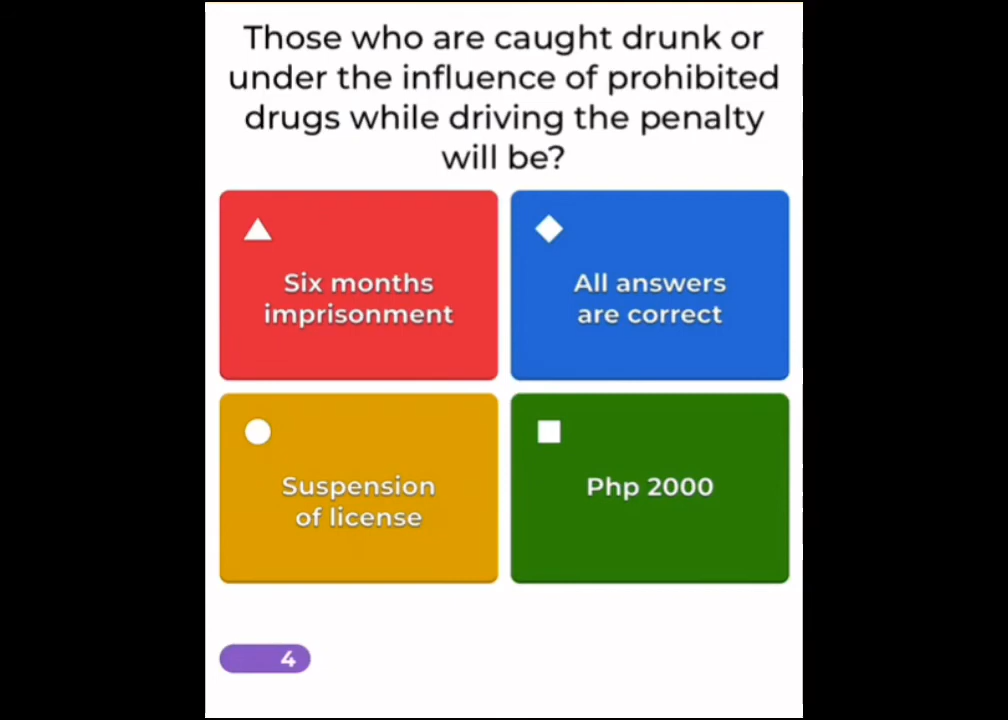 Those who are caught drunk or
under the influence of prohibited
drugs while driving the penalty
will be?
Six months
imprisonment
All answers
are correct
Suspension
of license
Php 2000
4